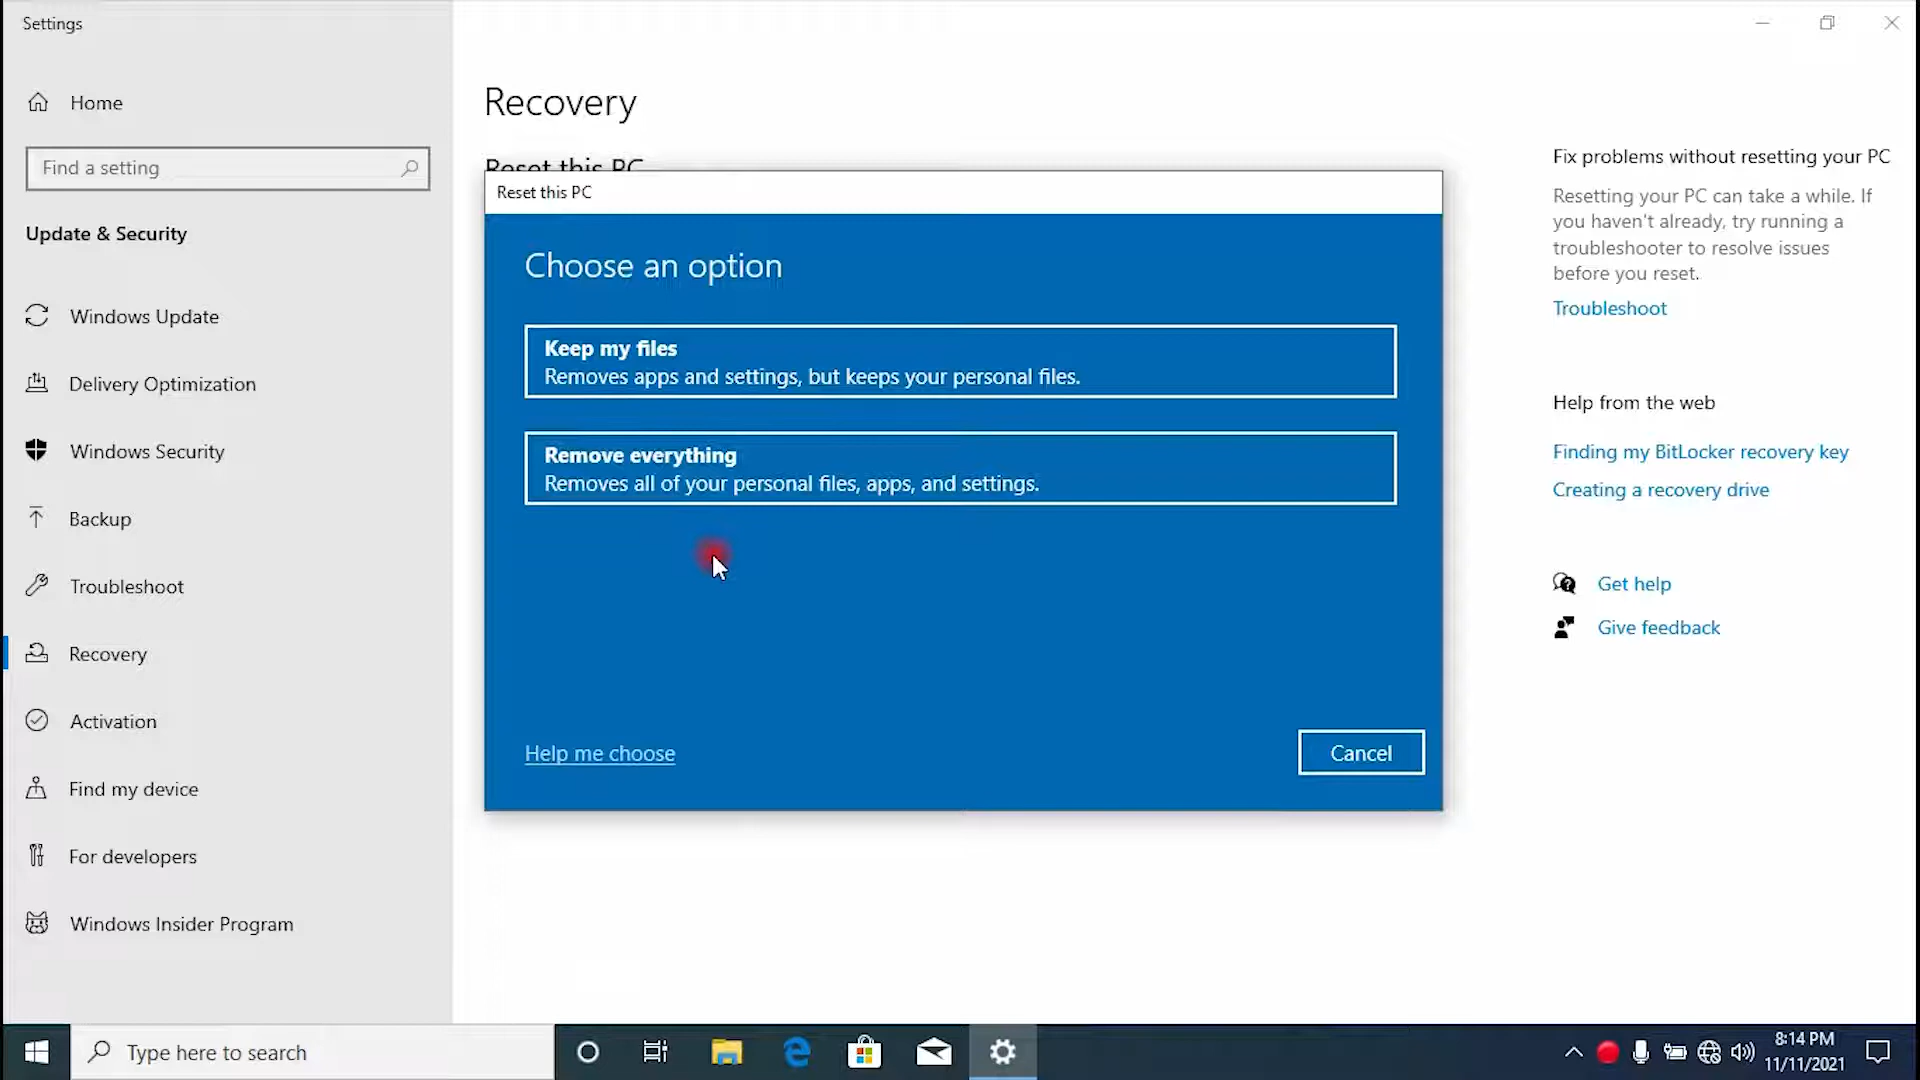 Settings
Home
Find a setting
Update & Security
Windows Update
Delivery Optimization
Windows Security
Backup
Troubleshoot
Recovery
Activation
Find my device
For developers
Windows Insider Program
Recovery
Reset this PC
Reset this PC
Choose an option
Keep my files
Removes apps and settings, but keeps your personal files.
Remove everything
Removes all of your personal files, apps, and settings.
Help me choose
Cancel
Fix problems without resetting your PC
Resetting your PC can take a while. If
you haven't already, try running a
troubleshooter to resolve issues
before you reset.
Troubleshoot
Help from the web
Finding my BitLocker recovery key
Creating a recovery drive
Get help
Give feedback
Type here to search
8:14 PM
11/11/2021